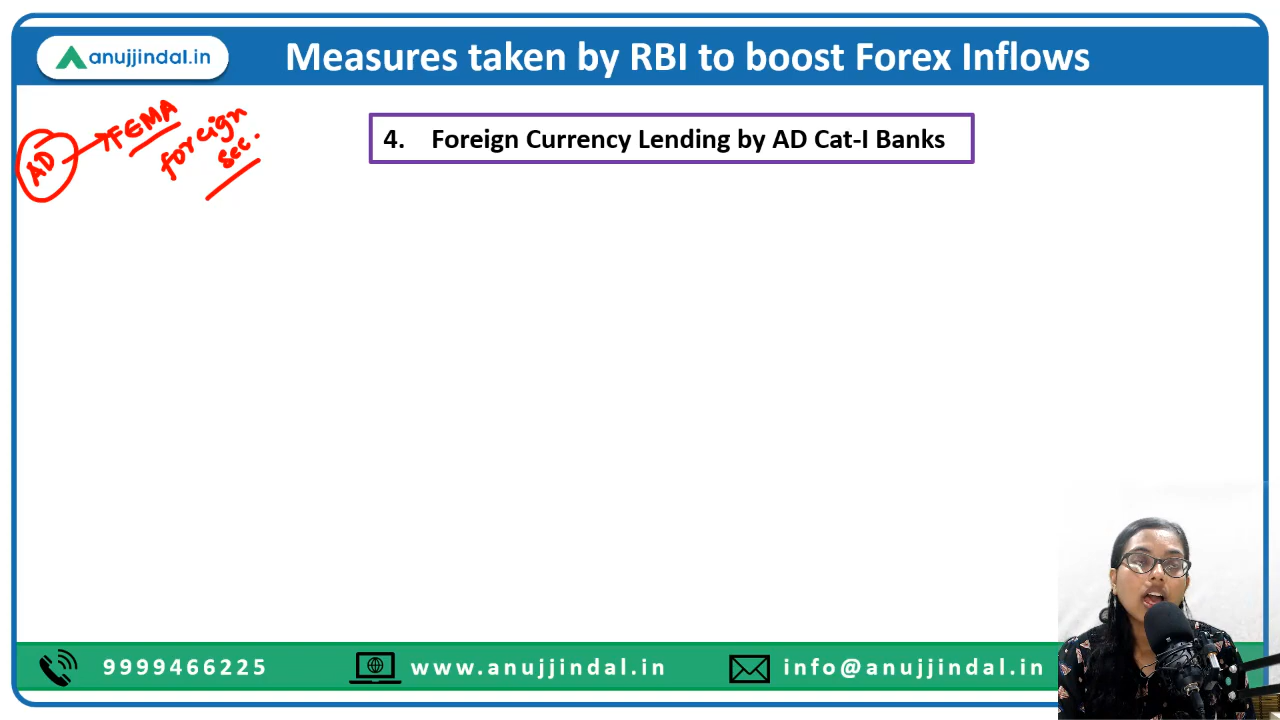 anujjindal.in
Measures taken by RBI to boost Forex Inflows
AD
FEMA
foreign
sec.
4. Foreign Currency Lending by AD Cat-I Banks
9999466225
www.anujjindal.in
info@anujjindal.in